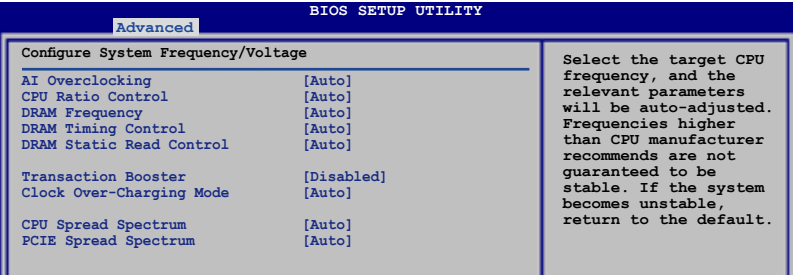 BIOS SETUP UTILITY
Advanced
Configure System Frequency/Voltage
AI Overclocking [Auto]
CPU Ratio Control [Auto]
DRAM Frequency [Auto]
DRAM Timing Control [Auto]
DRAM Static Read Control [Auto]
Transaction Booster [Disabled]
Clock Over-Charging Mode [Auto]
CPU Spread Spectrum [Auto]
PCIE Spread Spectrum [Auto]
Select the target CPU
frequency, and the
relevant parameters
will be auto-adjusted.
Frequencies higher
than CPU manufacturer
recommends are not
guaranteed to be
stable. If the system
becomes unstable,
return to the default.